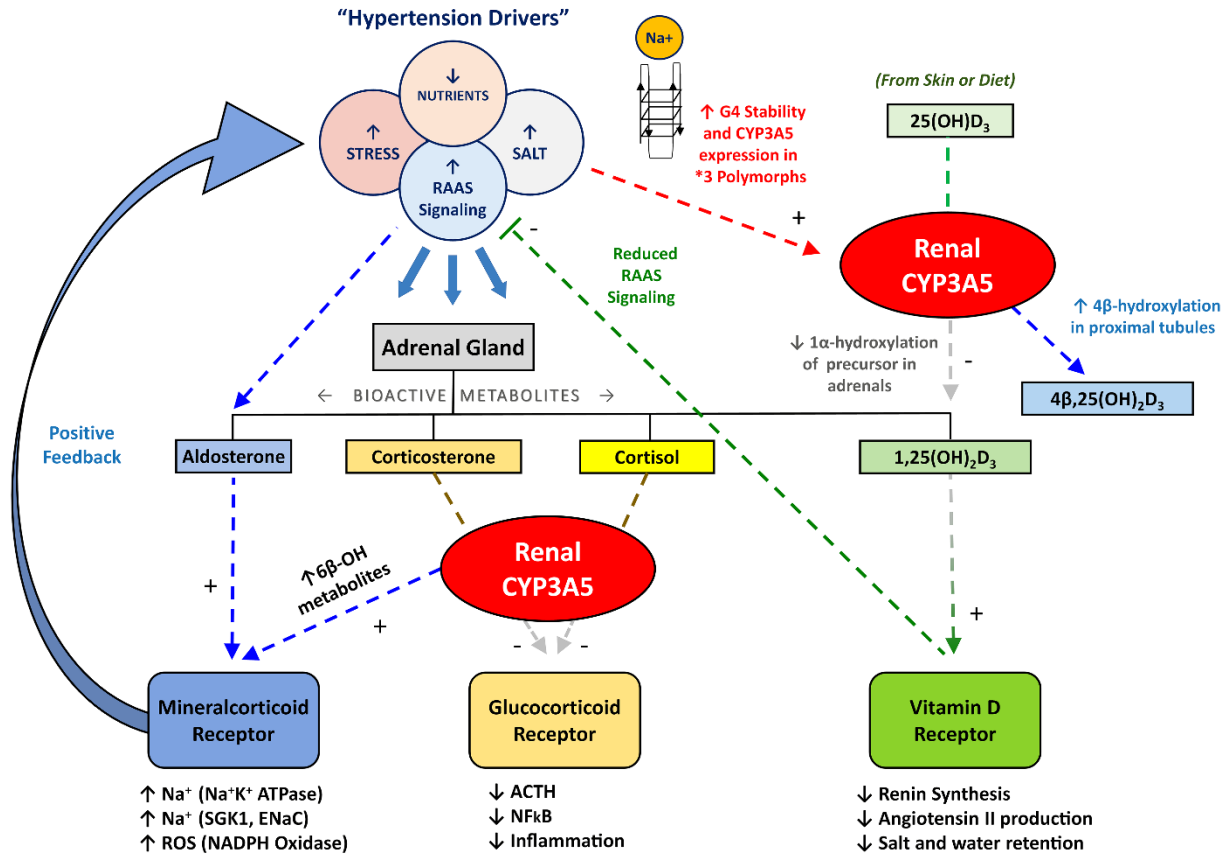 “Hypertension Drivers”
↓
NUTRIENTS
↑
STRESS
↑
SALT
↑
RAAS
Signaling
Na+
↑ G4 Stability
and CYP3A5
expression in
*3 Polymorphs
(From Skin or Diet)
25(OH)D₃
+
Renal
CYP3A5
-
Reduced
RAAS
Signaling
↑ 4β-hydroxylation
in proximal tubules
↓ 1α-hydroxylation
of precursor in
adrenals
-
4β,25(OH)₂D₃
Adrenal Gland
← BIOACTIVE METABOLITES →
Positive
Feedback
Aldosterone
Corticosterone
Cortisol
1,25(OH)₂D₃
Renal
CYP3A5
↑6β-OH
metabolites
+
+
-
-
+
Mineralcorticoid
Receptor
Glucocorticoid
Receptor
Vitamin D
Receptor
↑ Na⁺ (Na⁺K⁺ ATPase)
↑ Na⁺ (SGK1, ENaC)
↑ ROS (NADPH Oxidase)
↓ ACTH
↓ NFkB
↓ Inflammation
↓ Renin Synthesis
↓ Angiotensin II production
↓ Salt and water retention